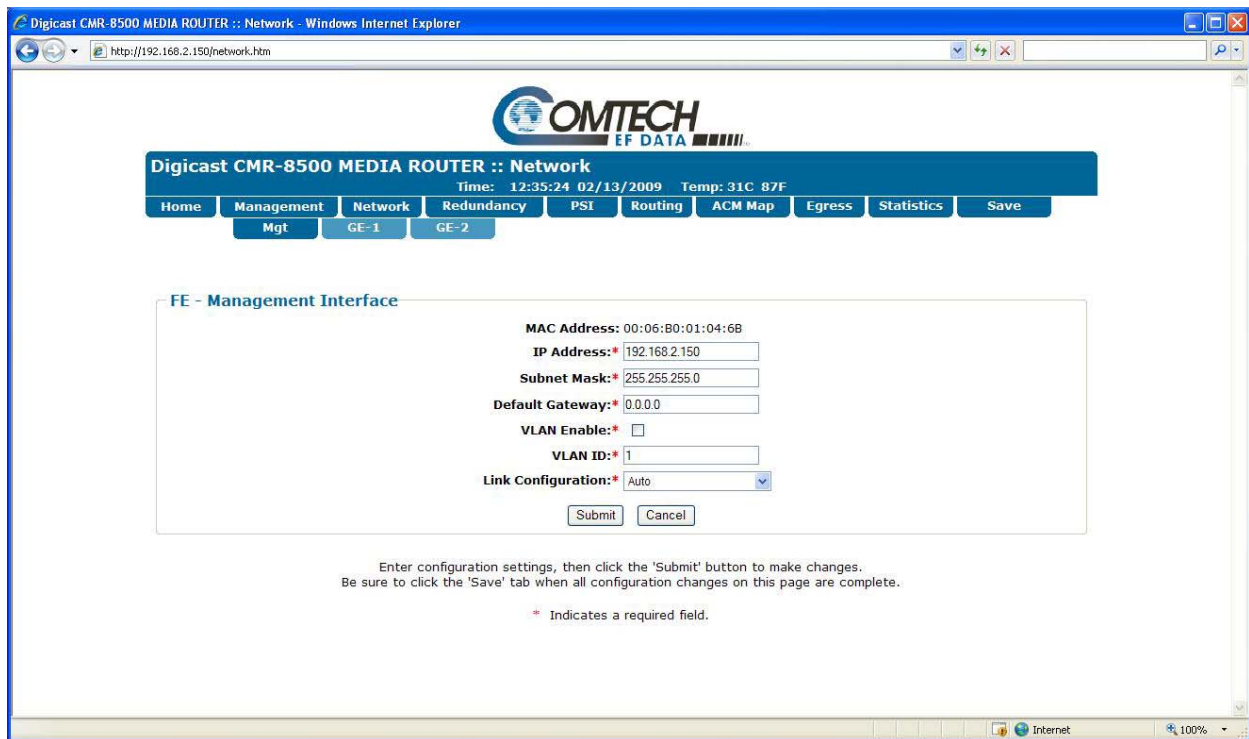 Digicast CMR-8500 MEDIA ROUTER :: Network - Windows Internet Explorer
http://192.168.2.150/network.htm
COMTECH
EF DATA
Digicast CMR-8500 MEDIA ROUTER :: Network
Time: 12:35:24 02/13/2009 Temp: 31C 87F
Home Management Network Redundancy PSI Routing ACM Map Egress Statistics Save
Mgt GE-1 GE-2
FE - Management Interface
MAC Address: 00:06:B0:01:04:6B
IP Address:* 192.168.2.150
Subnet Mask:* 255.255.255.0
Default Gateway:* 0.0.0.0
VLAN Enable:*
VLAN ID:* 1
Link Configuration:* Auto
Submit Cancel
Enter configuration settings, then click the 'Submit' button to make changes.
Be sure to click the 'Save' tab when all configuration changes on this page are complete.
* Indicates a required field.
Internet 100%